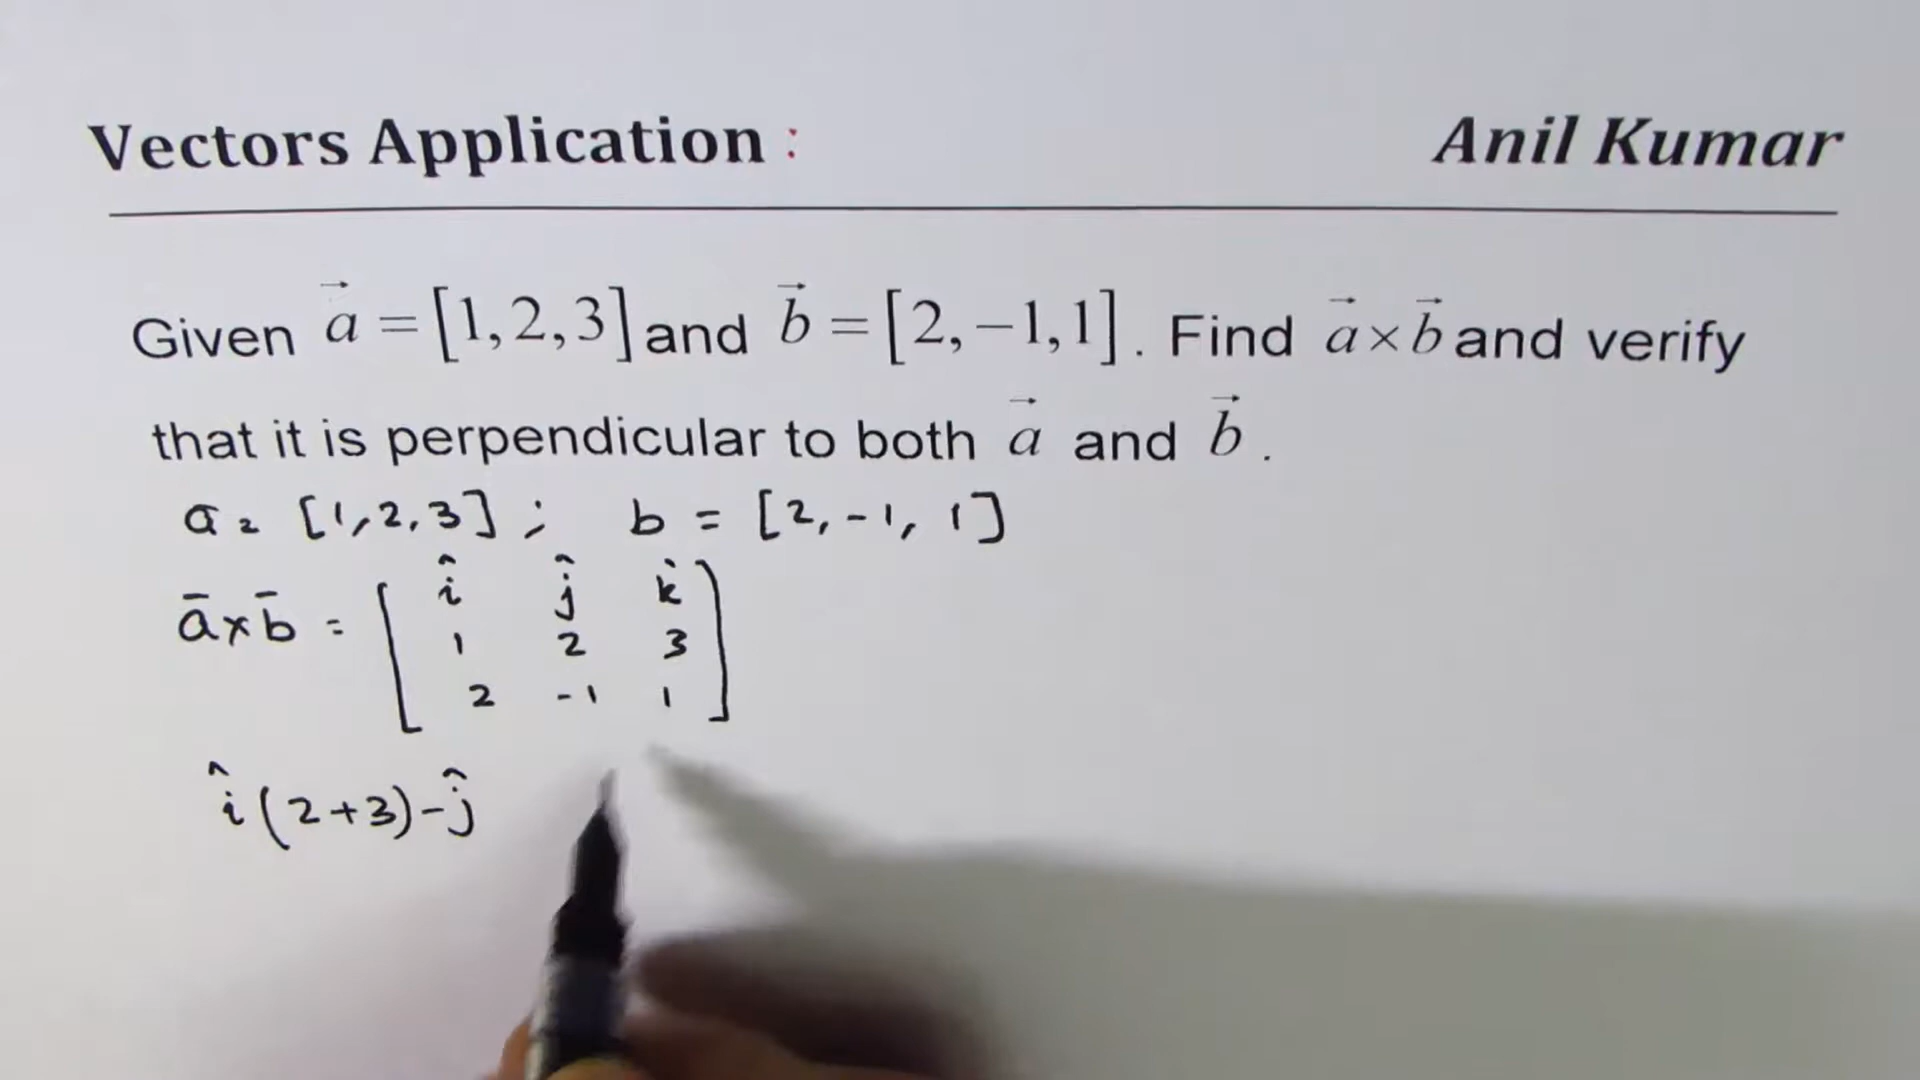 Vectors Application :
Anil Kumar
Given a⃗ = [1, 2, 3] and b⃗ = [2, −1, 1] . Find a⃗ × b⃗ and verify
that it is perpendicular to both a⃗ and b⃗ .
a = [1, 2, 3] ; b = [2, -1, 1]
ā × b̄ = [ î ĵ k̂ ]
1 2 3
2 -1 1
î (2+3) - ĵ